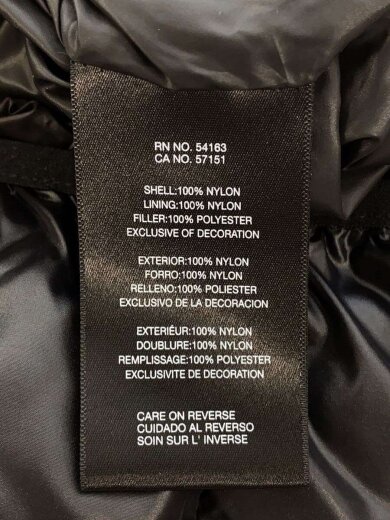 RN NO. 54163
CA NO. 57151
SHELL:100% NYLON
LINING:100% NYLON
FILLER:100% POLYESTER
EXCLUSIVE OF DECORATION
EXTERIOR:100% NYLON
FORRO:100% NYLON
RELLENO:100% POLIESTER
EXCLUSIVO DE LA DECORACION
EXTERIÉUR:100% NYLON
DOUBLURE:100% NYLON
REMPLISSAGE:100% POLYESTER
EXCLUSIVITE DE DECORATION
CARE ON REVERSE
CUIDADO AL REVERSO
SOIN SUR L' INVERSE